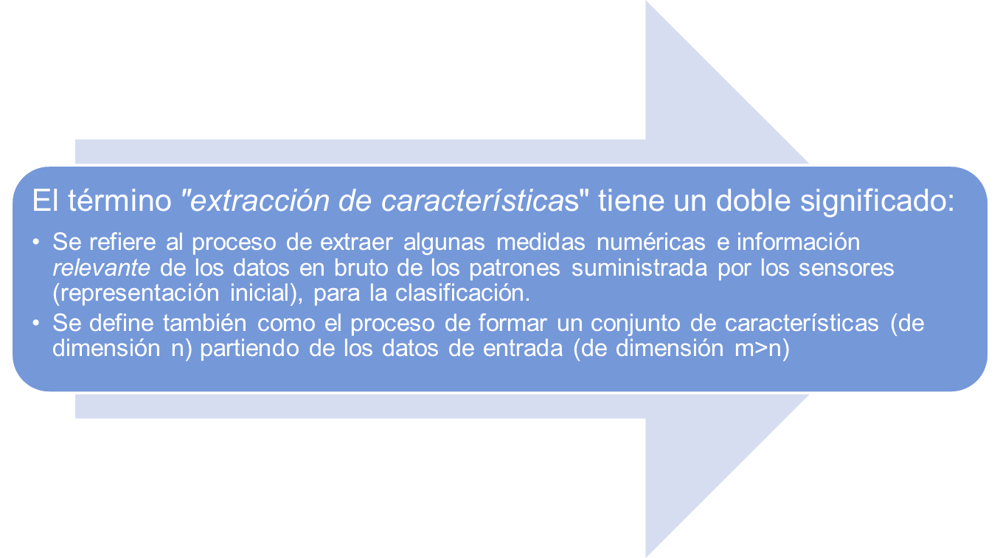 El término "extracción de características" tiene un doble significado:
• Se refiere al proceso de extraer algunas medidas numéricas e información
relevante de los datos en bruto de los patrones suministrada por los sensores
(representación inicial), para la clasificación.
• Se define también como el proceso de formar un conjunto de características (de
dimensión n) partiendo de los datos de entrada (de dimensión m>n)